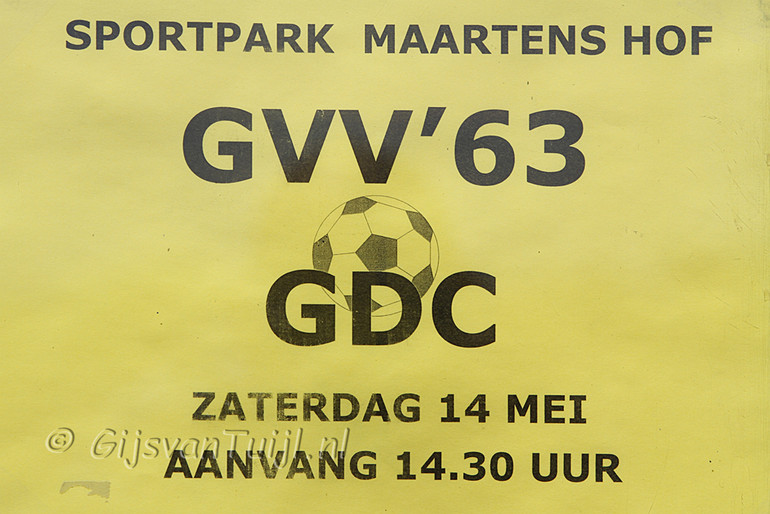 SPORTPARK MAARTENS HOF
GVV'63
GDC
ZATERDAG 14 MEI
© GijsvanTuijl.nl
AANVANG 14.30 UUR